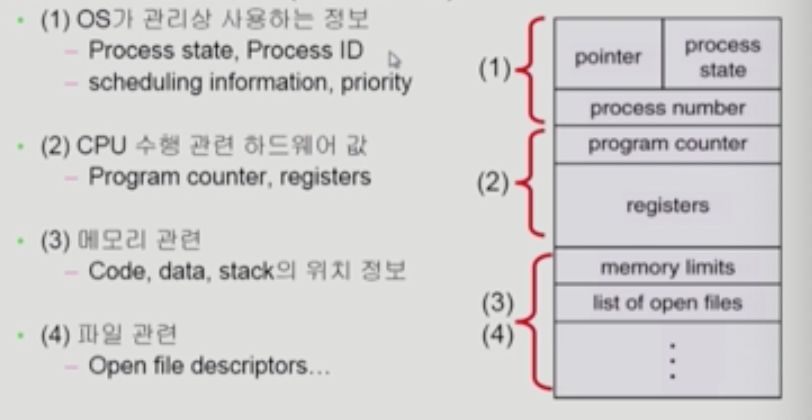 (1) OS가 관리상 사용하는 정보
– Process state, Process ID
– scheduling information, priority
(2) CPU 수행 관련 하드웨어 값
– Program counter, registers
(3) 메모리 관련
– Code, data, stack의 위치 정보
(4) 파일 관련
– Open file descriptors...
(1)
pointer
process
state
process number
(2)
program counter
registers
(3)
(4)
memory limits
list of open files